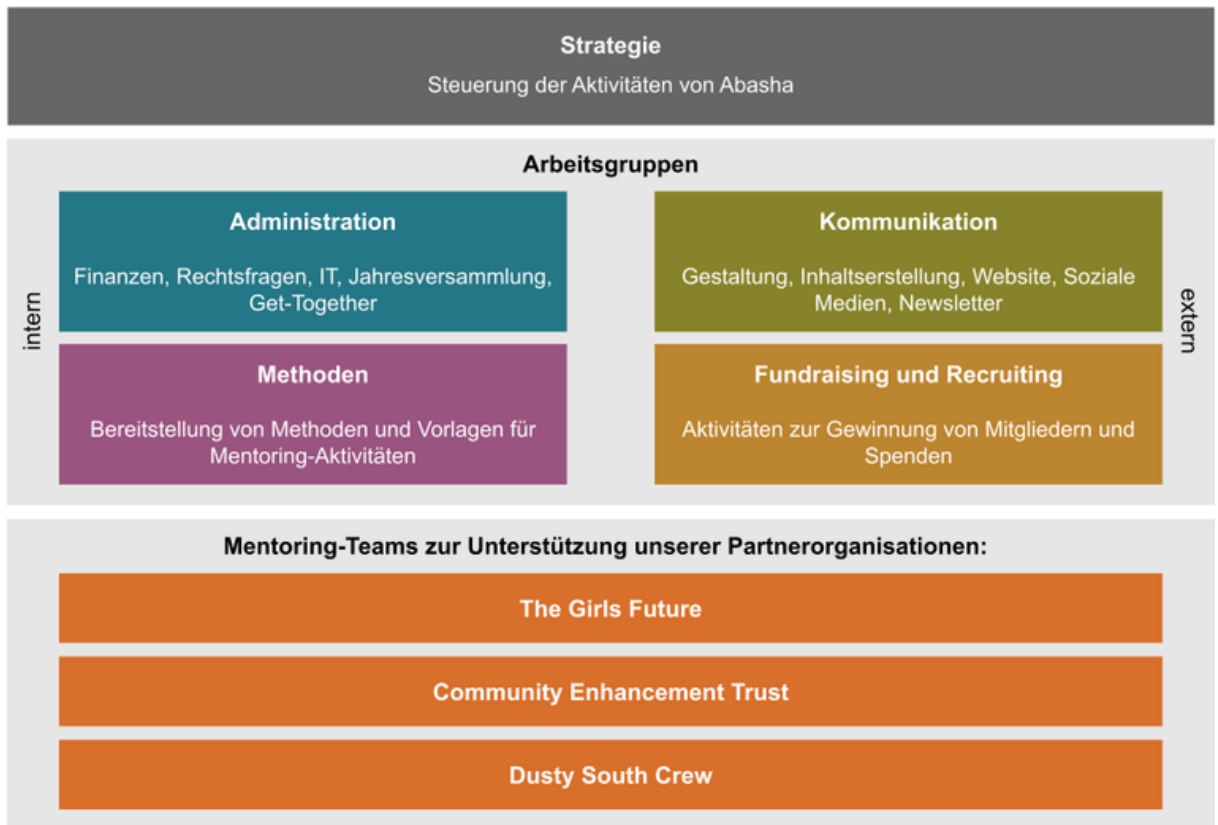 Strategie
Steuerung der Aktivitäten von Abasha
Arbeitsgruppen
intern
Administration
Finanzen, Rechtsfragen, IT, Jahresversammlung,
Get-Together
Methoden
Bereitstellung von Methoden und Vorlagen für
Mentoring-Aktivitäten
Kommunikation
Gestaltung, Inhaltserstellung, Website, Soziale
Medien, Newsletter
Fundraising und Recruiting
Aktivitäten zur Gewinnung von Mitgliedern und
Spenden
extern
Mentoring-Teams zur Unterstützung unserer Partnerorganisationen:
The Girls Future
Community Enhancement Trust
Dusty South Crew